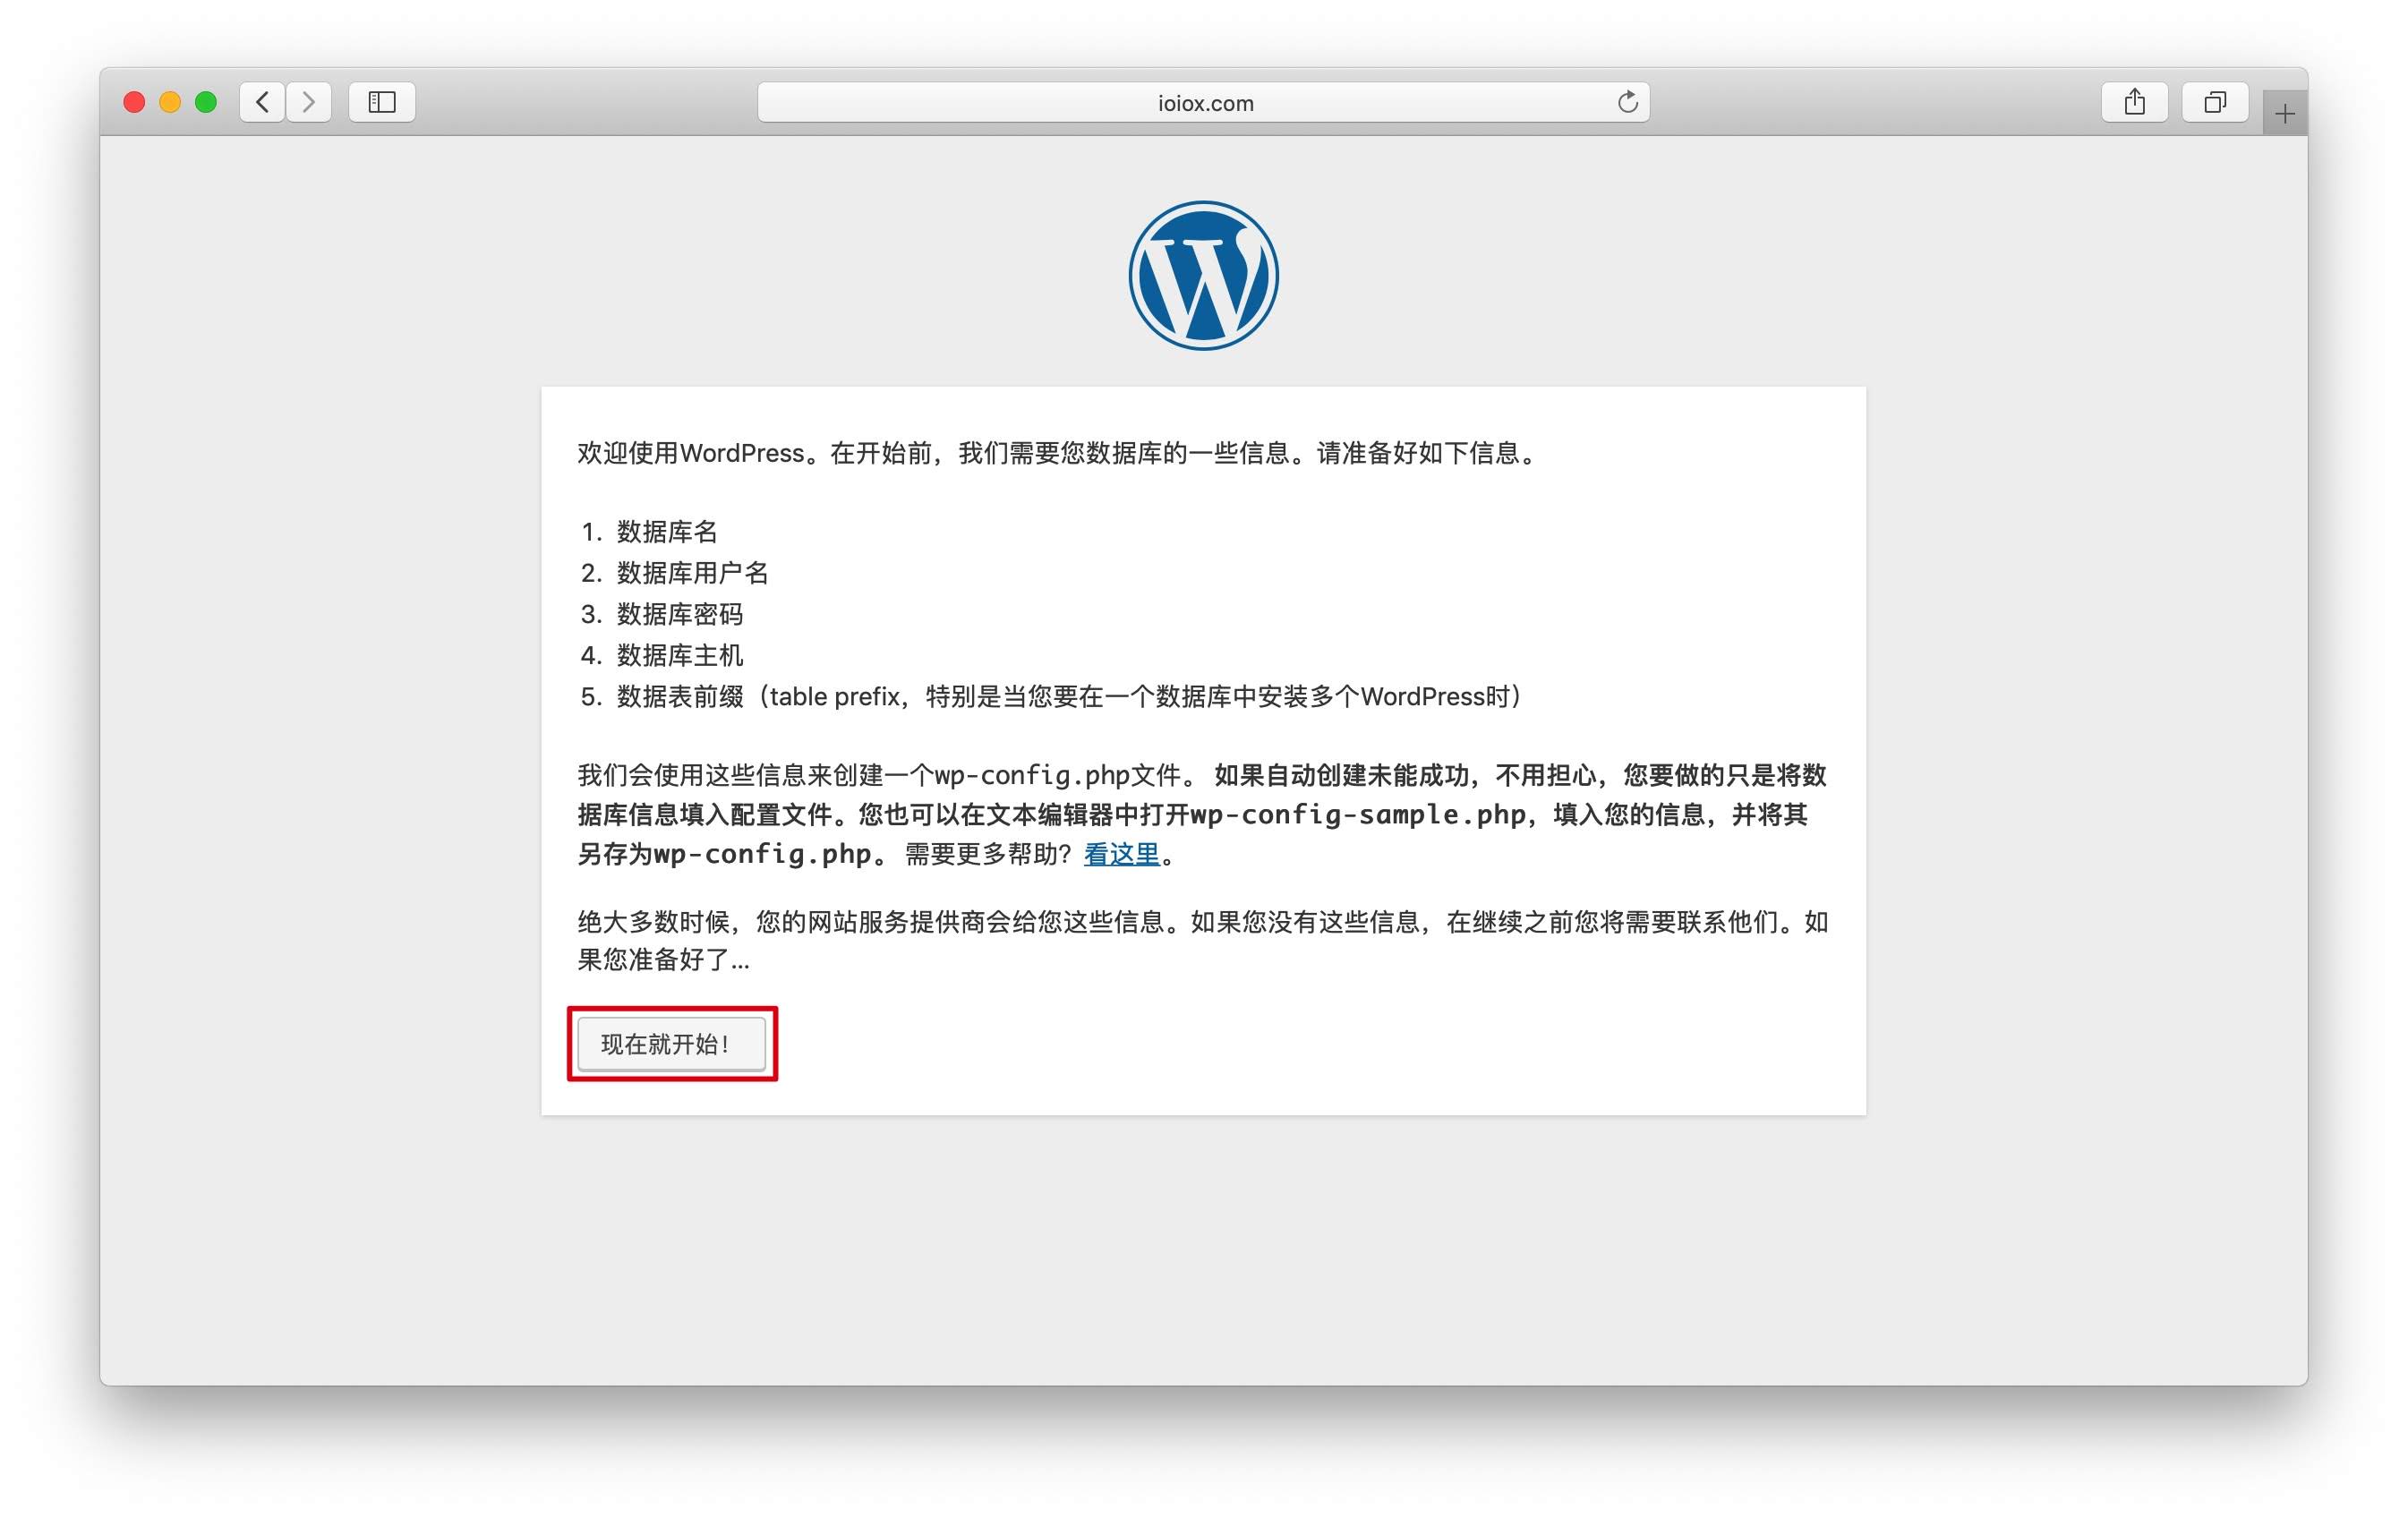 ioiox.com
欢迎使用WordPress。在开始前，我们需要您数据库的一些信息。请准备好如下信息。
1. 数据库名
2. 数据库用户名
3. 数据库密码
4. 数据库主机
5. 数据表前缀（table prefix，特别是当您要在一个数据库中安装多个WordPress时）
我们会使用这些信息来创建一个wp-config.php文件。 如果自动创建未能成功，不用担心，您要做的只是将数
据库信息填入配置文件。您也可以在文本编辑器中打开wp-config-sample.php，填入您的信息，并将其
另存为wp-config.php。 需要更多帮助？看这里。
绝大多数时候，您的网站服务提供商会给您这些信息。如果您没有这些信息，在继续之前您将需要联系他们。如
果您准备好了…
现在就开始！